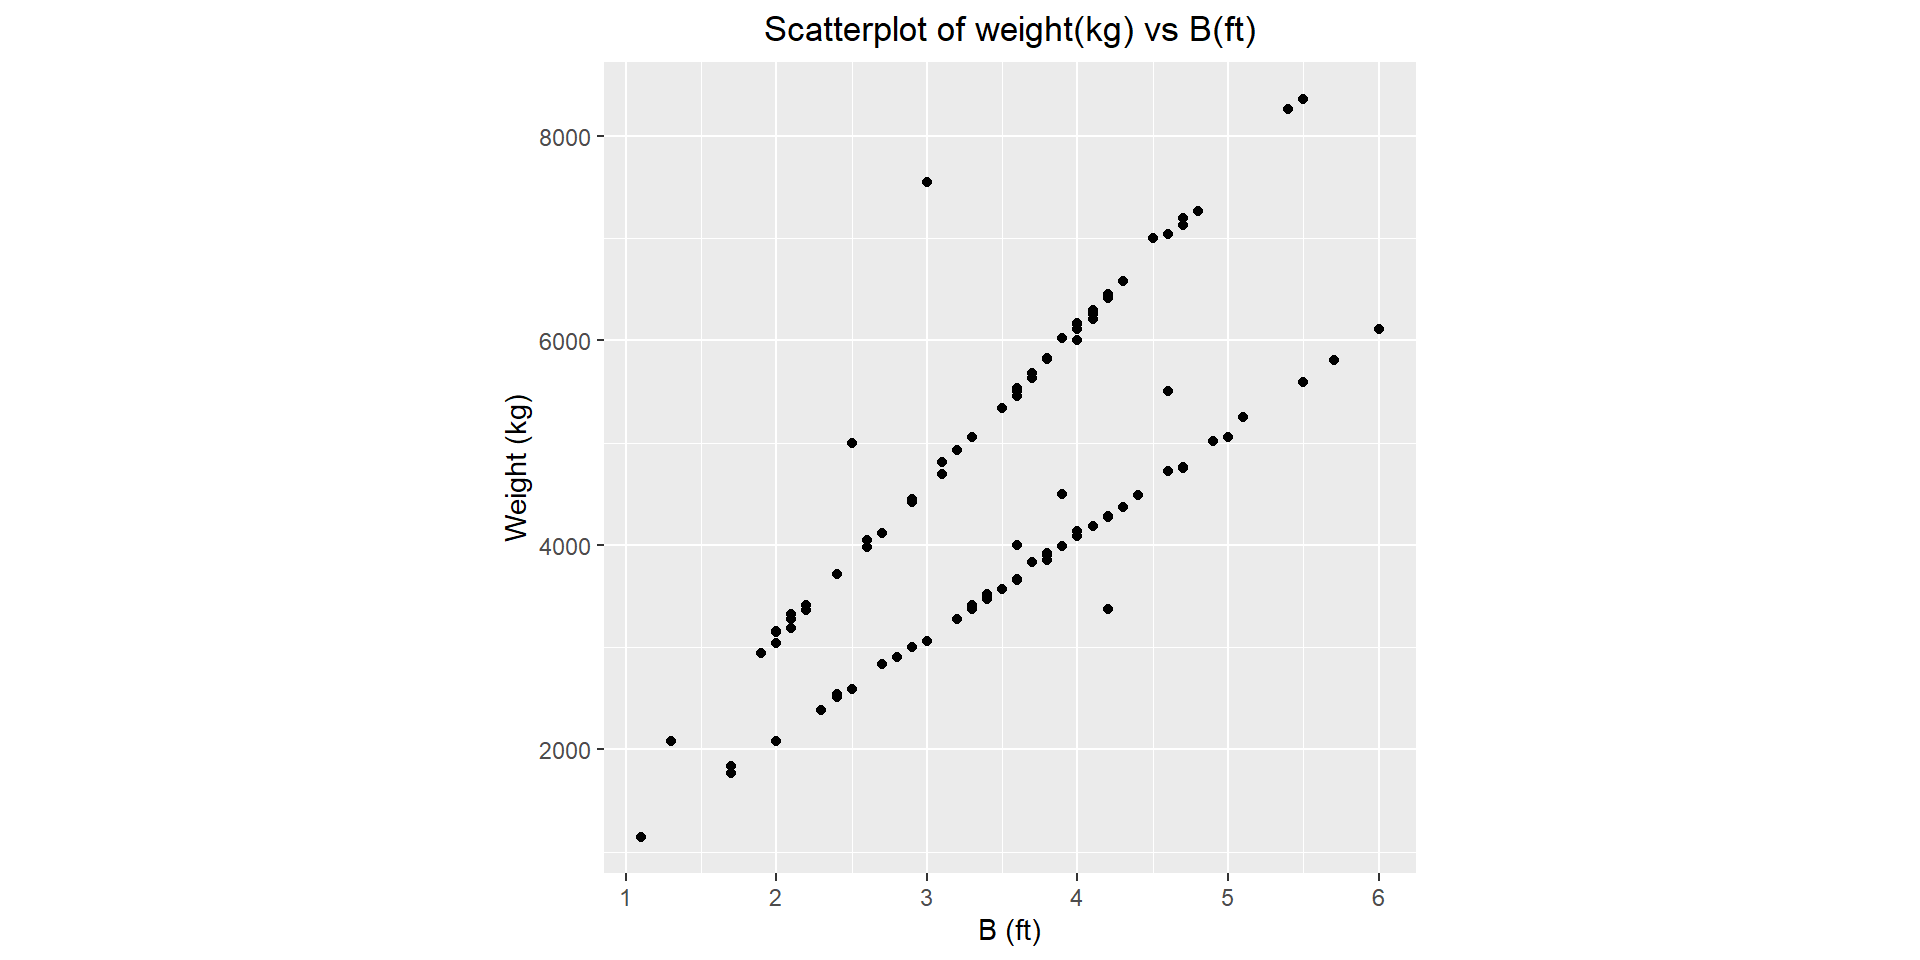 Scatterplot of weight(kg) vs B(ft)
8000
6000
4000
2000
Weight (kg)
1 2 3 4 5 6
B (ft)